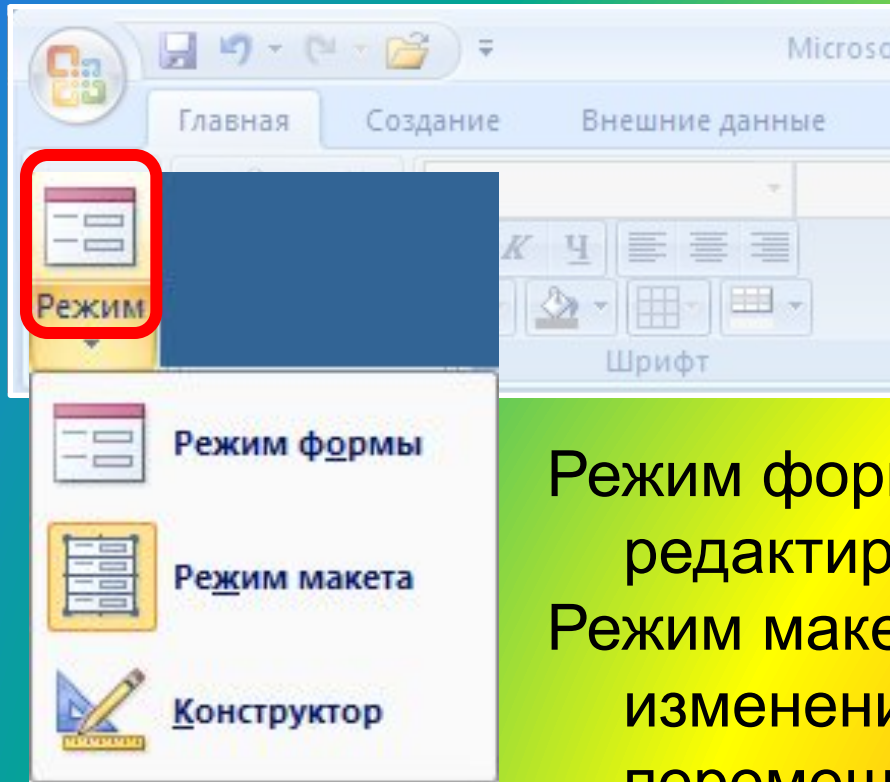 Microso
Главная Создание Внешние данные
К Ч
Режим
Шрифт
Режим формы
Режим макета
Конструктор
Режим фор
редактир
Режим маке
изменени